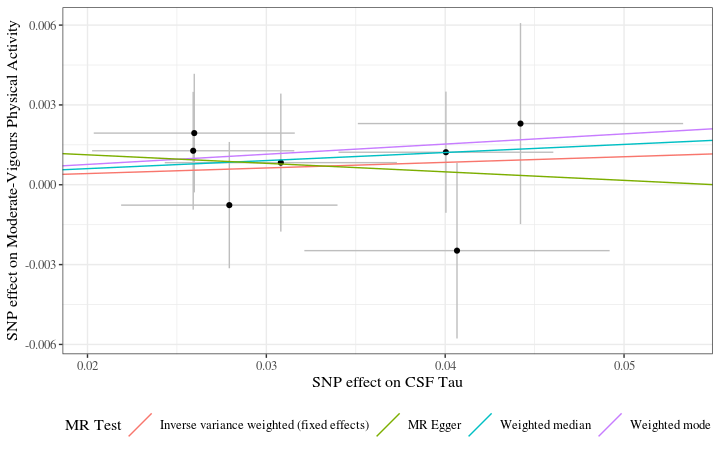 SNP effect on Moderate-Vigours Physical Activity
0.006
0.003
0.000
-0.003
-0.006
0.02
0.03
0.04
0.05
SNP effect on CSF Tau
MR Test
Inverse variance weighted (fixed effects)
MR Egger
Weighted median
Weighted mode